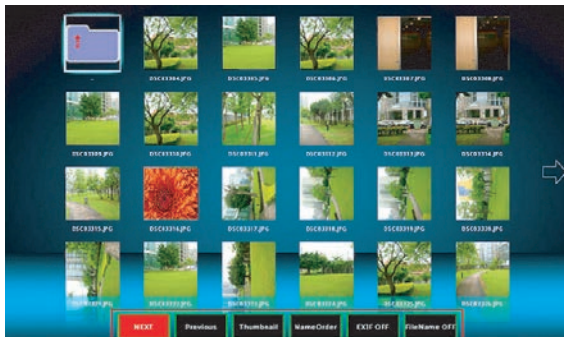 DSC03304.JPG DSC03305.JPG DSC03306.JPG DSC03307.JPG DSC03308.JPG
DSC03309.JPG DSC03310.JPG DSC03311.JPG DSC03312.JPG DSC03313.JPG DSC03314.JPG
DSC03315.JPG DSC03316.JPG DSC03317.JPG DSC03318.JPG DSC03319.JPG DSC03320.JPG
NEXT Previous Thumbnail NameOrder EXIF OFF FileName OFF